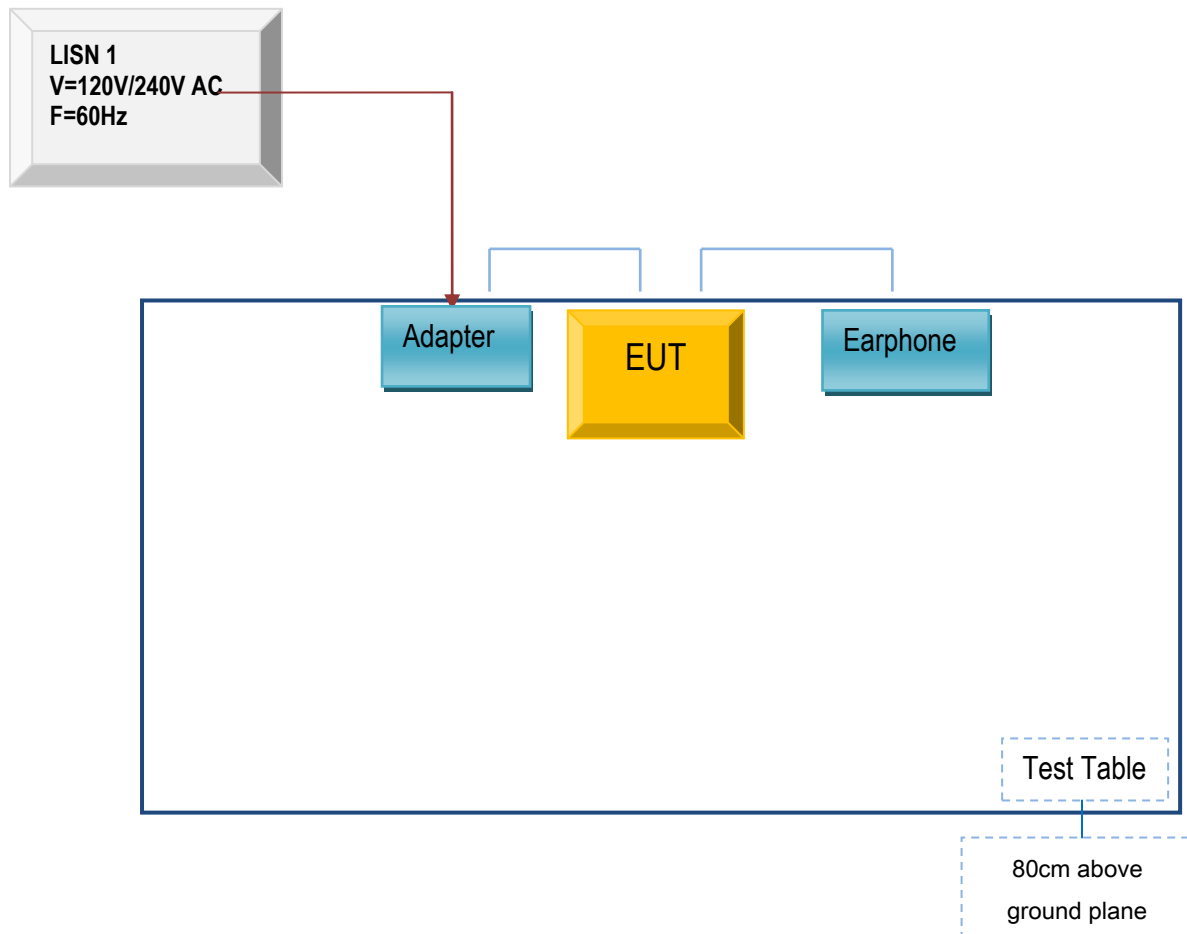 LISN 1
V=120V/240V AC
F=60Hz
Adapter
EUT
Earphone
Test Table
80cm above
ground plane